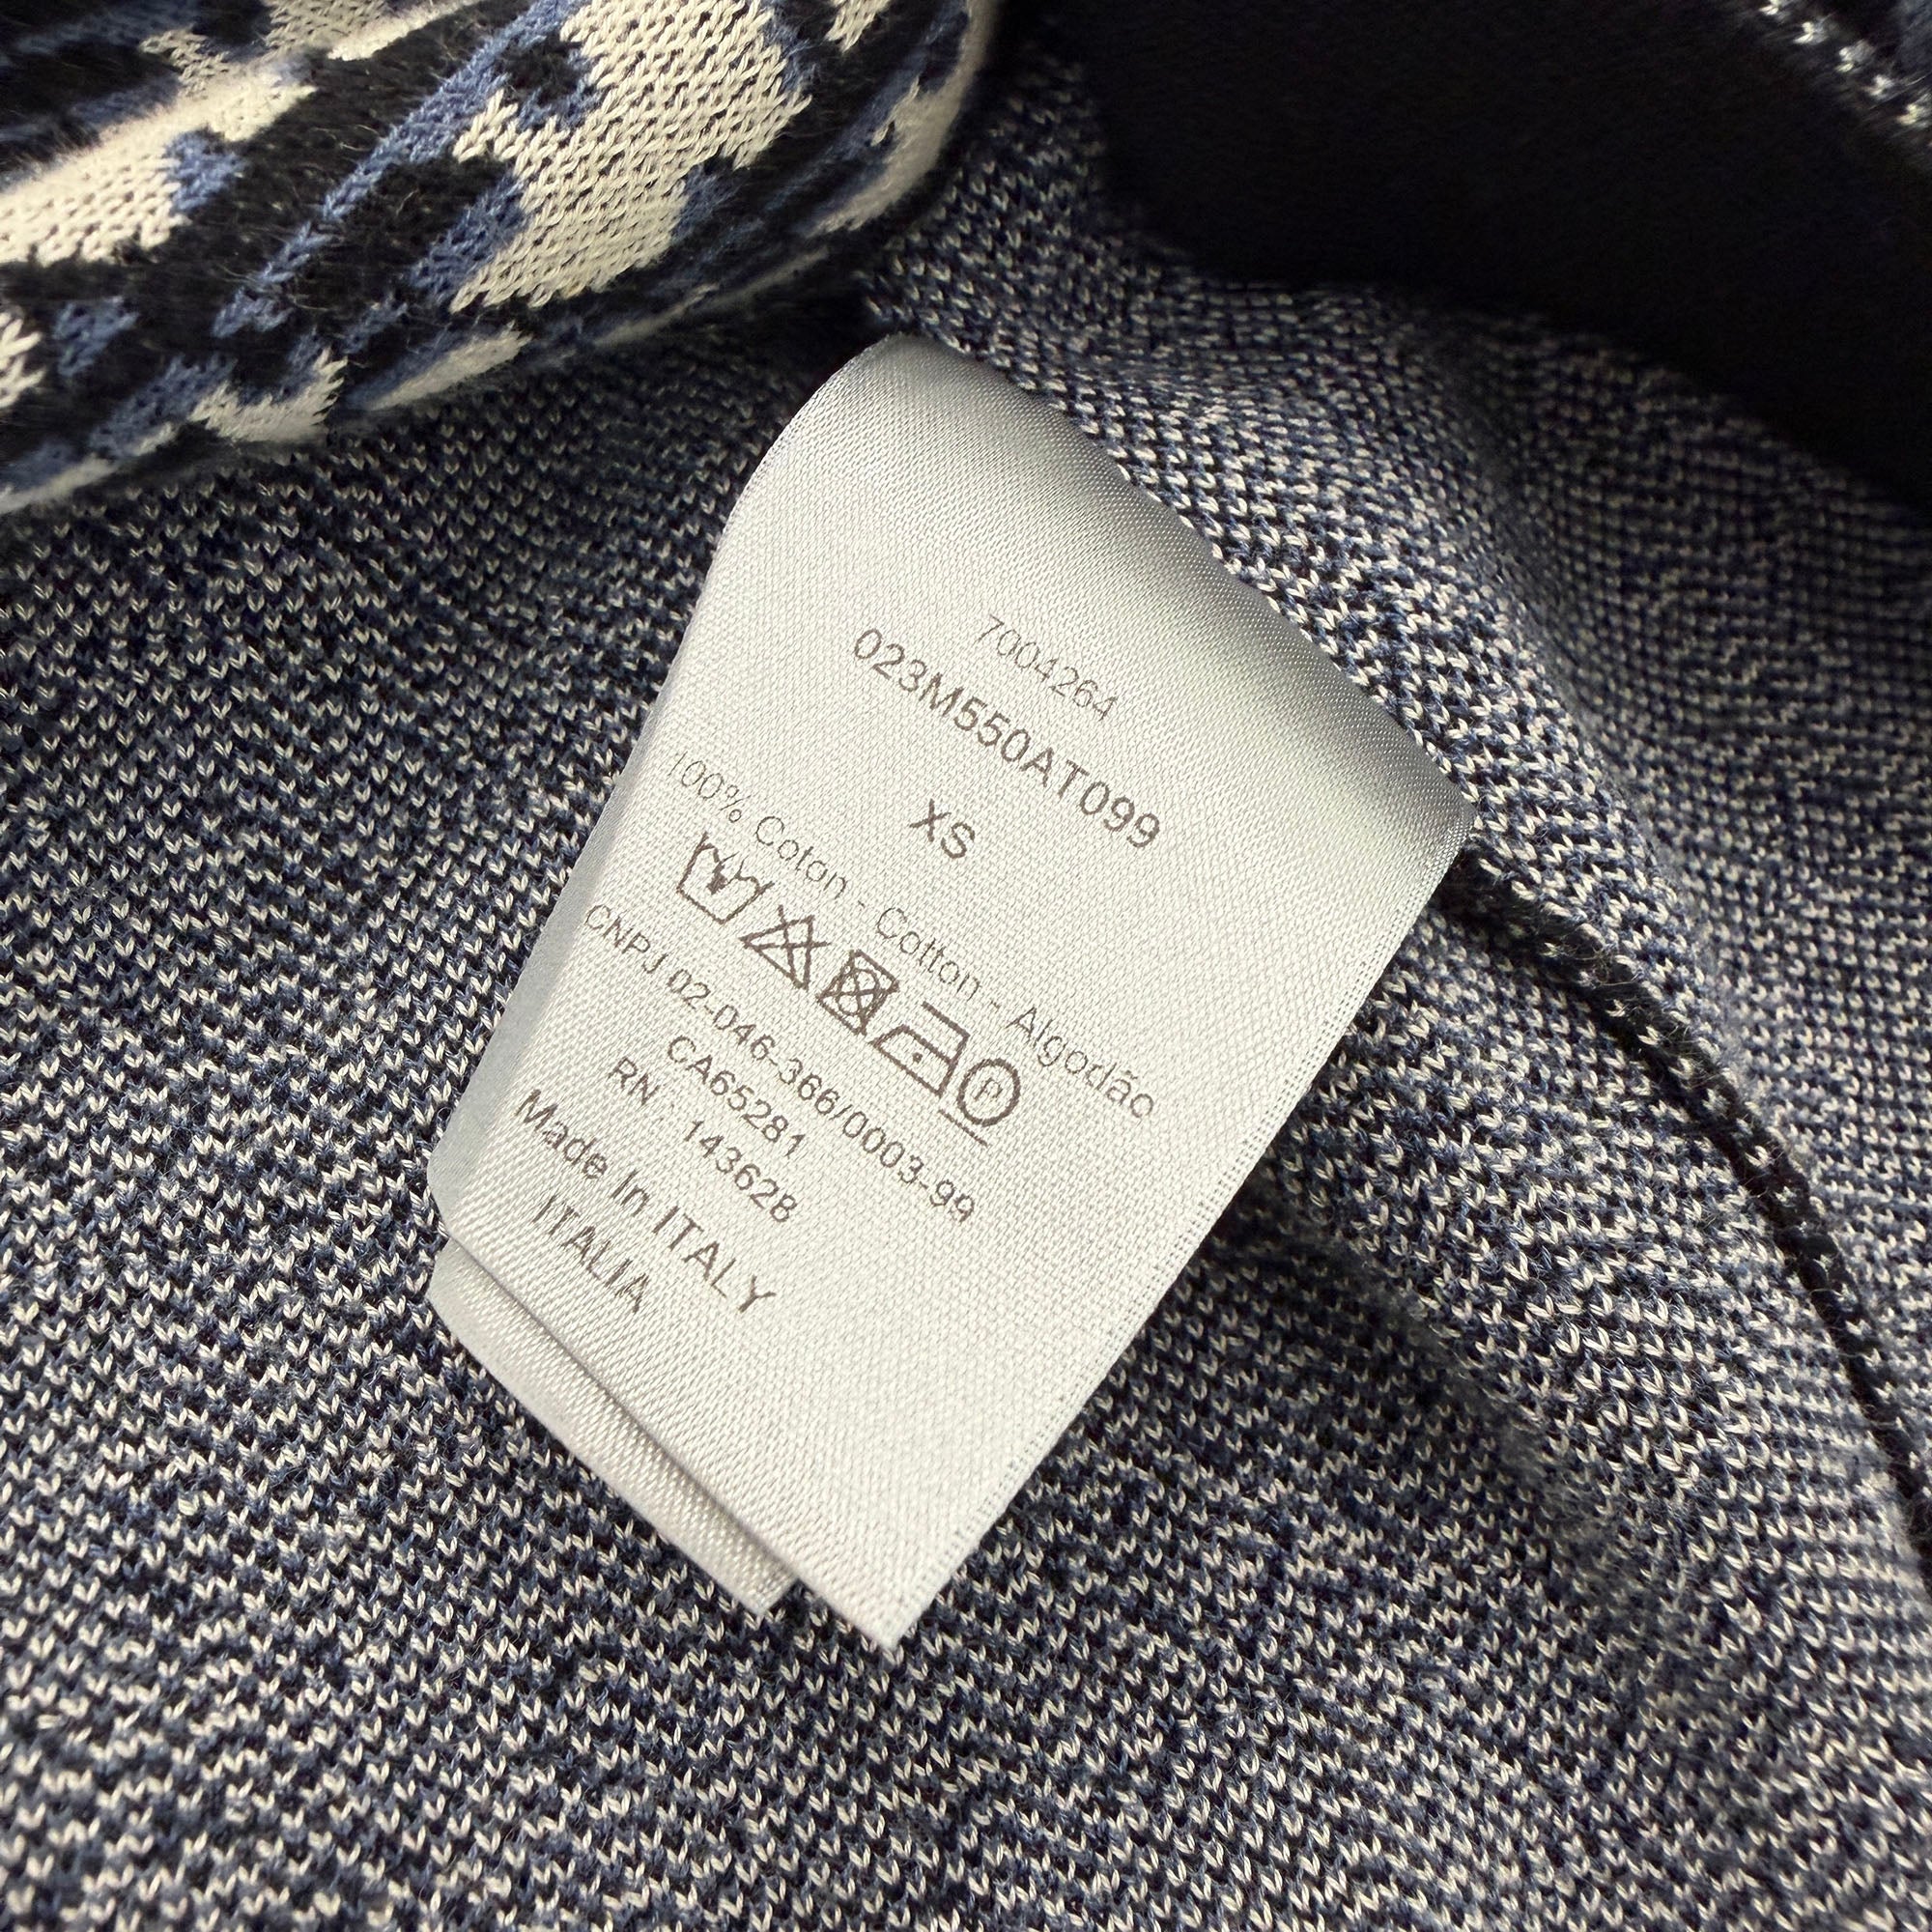 7004264
023M550AT099
XS
100% Coton - Cotton - Algodão
P
CNPJ 02-046-366/0003-99
CA65281
RN : 143628
Made In ITALY
ITALIA